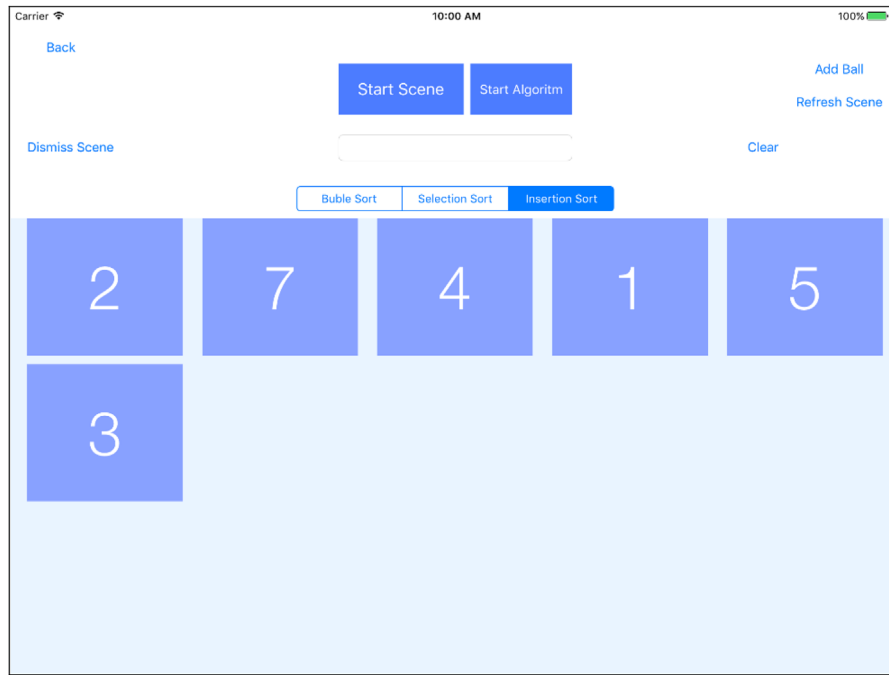 Carrier 10:00 AM 100%
Back
Add Ball
Start Scene Start Algoritm
Refresh Scene
Dismiss Scene Clear
Buble Sort Selection Sort Insertion Sort
2 7 4 1 5
3